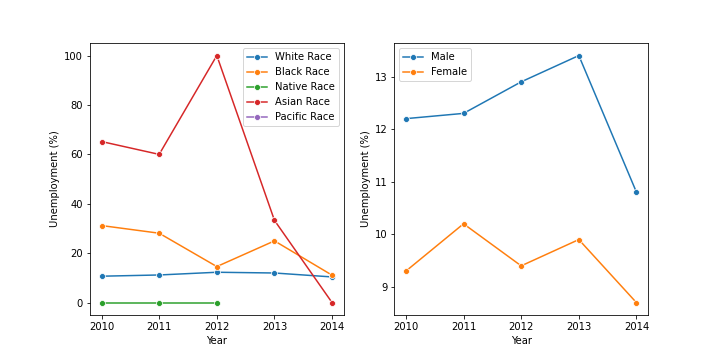 100
80
60
40
20
0
Unemployment (%)
2010 2011 2012 2013 2014
Year
White Race
Black Race
Native Race
Asian Race
Pacific Race
13
12
11
10
9
Unemployment (%)
2010 2011 2012 2013 2014
Year
Male
Female